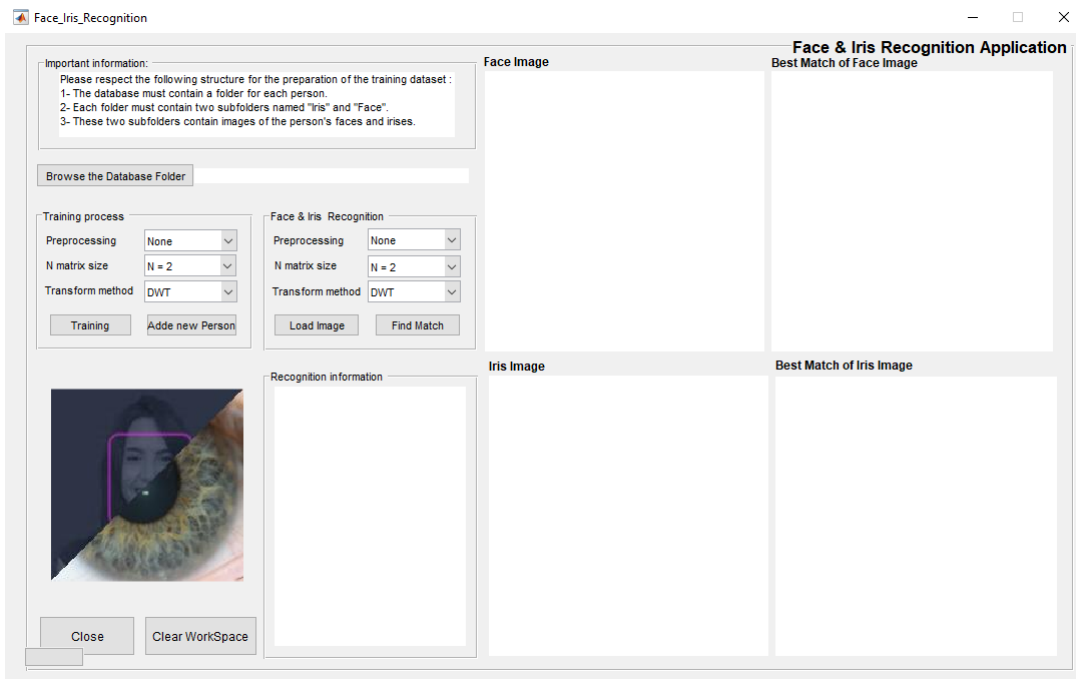 Face_Iris_Recognition
Face & Iris Recognition Application
Important information:
Please respect the following structure for the preparation of the training dataset :
1- The database must contain a folder for each person.
2- Each folder must contain two subfolders named "Iris" and "Face".
3- These two subfolders contain images of the person's faces and irises.
Browse the Database Folder
Training process
Preprocessing
None
N matrix size
N = 2
Transform method
DWT
Training
Adde new Person
Face & Iris Recognition
Preprocessing
None
N matrix size
N = 2
Transform method
DWT
Load Image
Find Match
Recognition information
Close
Clear WorkSpace
Face Image
Best Match of Face Image
Iris Image
Best Match of Iris Image